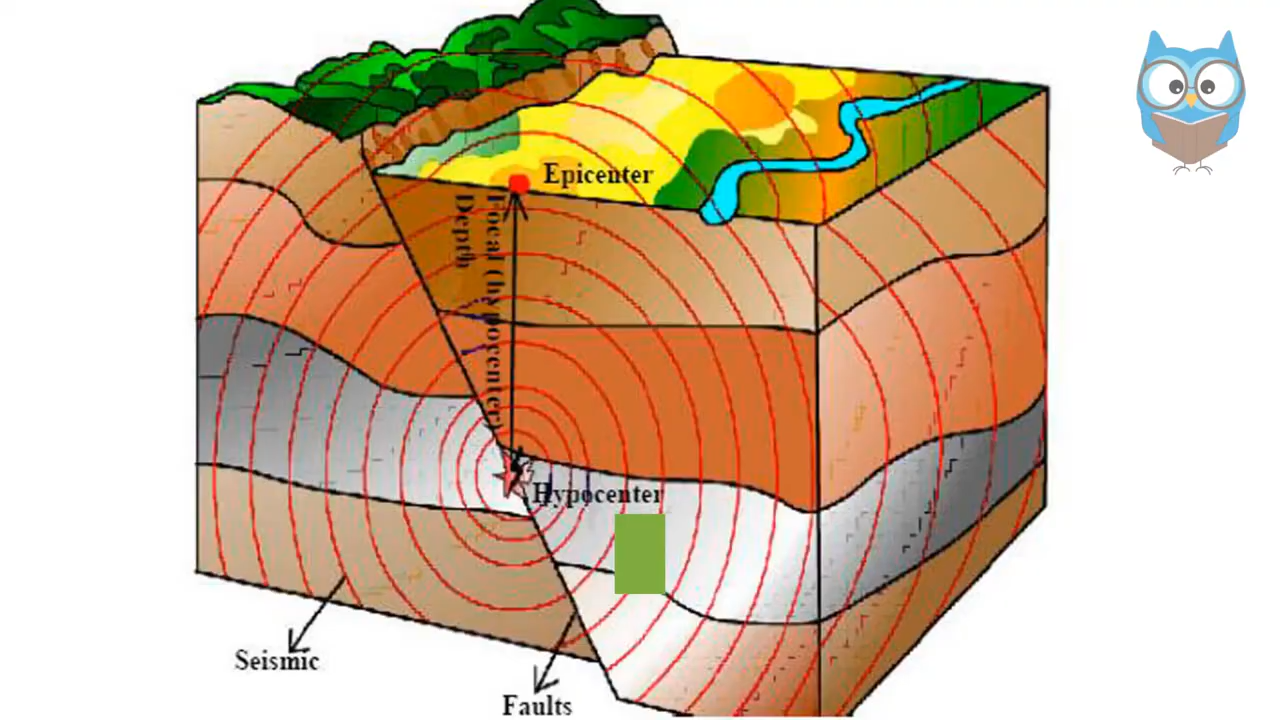 Epicenter
Focal (hypocenter)
Depth
Hypocenter
Seismic
Faults